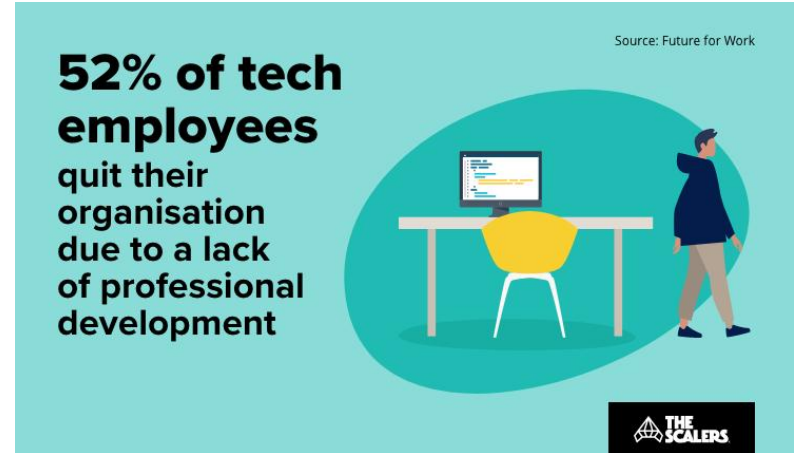 Source: Future for Work
52% of tech
employees
quit their
organisation
due to a lack
of professional
development
THE
SCALERS